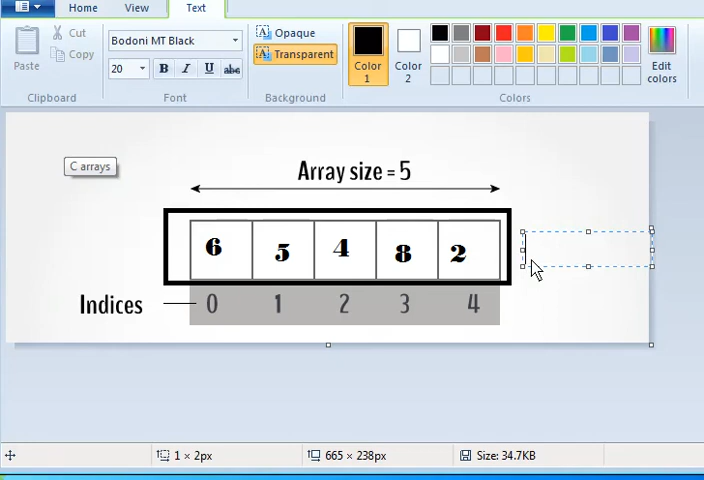 Home View Text
Cut
Copy
Paste
Clipboard
Bodoni MT Black
20 B I U abc
Font
Opaque
Transparent
Background
Color 1
Color 2
Edit colors
Colors
C arrays
Array size = 5
6 5 4 8 2
Indices 0 1 2 3 4
1 × 2px 665 × 238px Size: 34.7KB